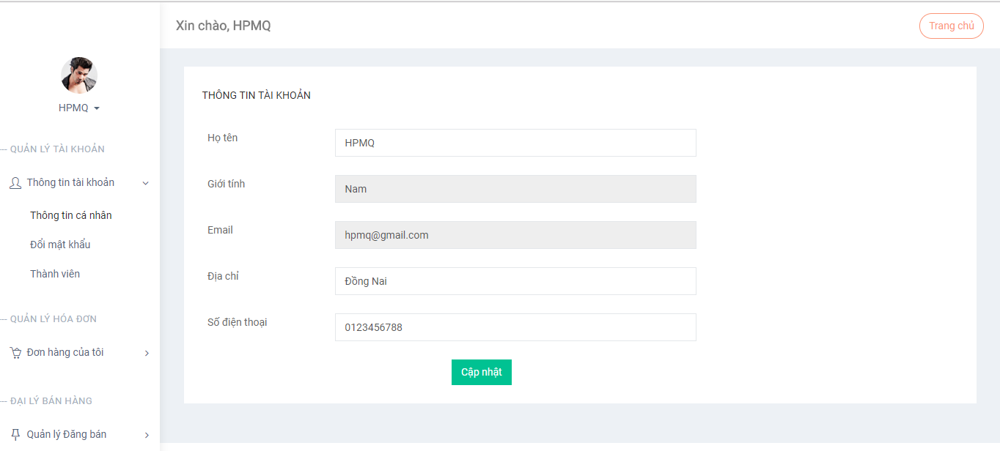 Xin chào, HPMQ
Trang chủ
HPMQ
— QUẢN LÝ TÀI KHOẢN
Thông tin tài khoản
Thông tin cá nhân
Đổi mật khẩu
Thành viên
— QUẢN LÝ HÓA ĐƠN
Đơn hàng của tôi
— ĐẠI LÝ BÁN HÀNG
Quản lý Đăng bán
THÔNG TIN TÀI KHOẢN
Họ tên
HPMQ
Giới tính
Nam
Email
hpmq@gmail.com
Địa chỉ
Đồng Nai
Số điện thoại
0123456788
Cập nhật